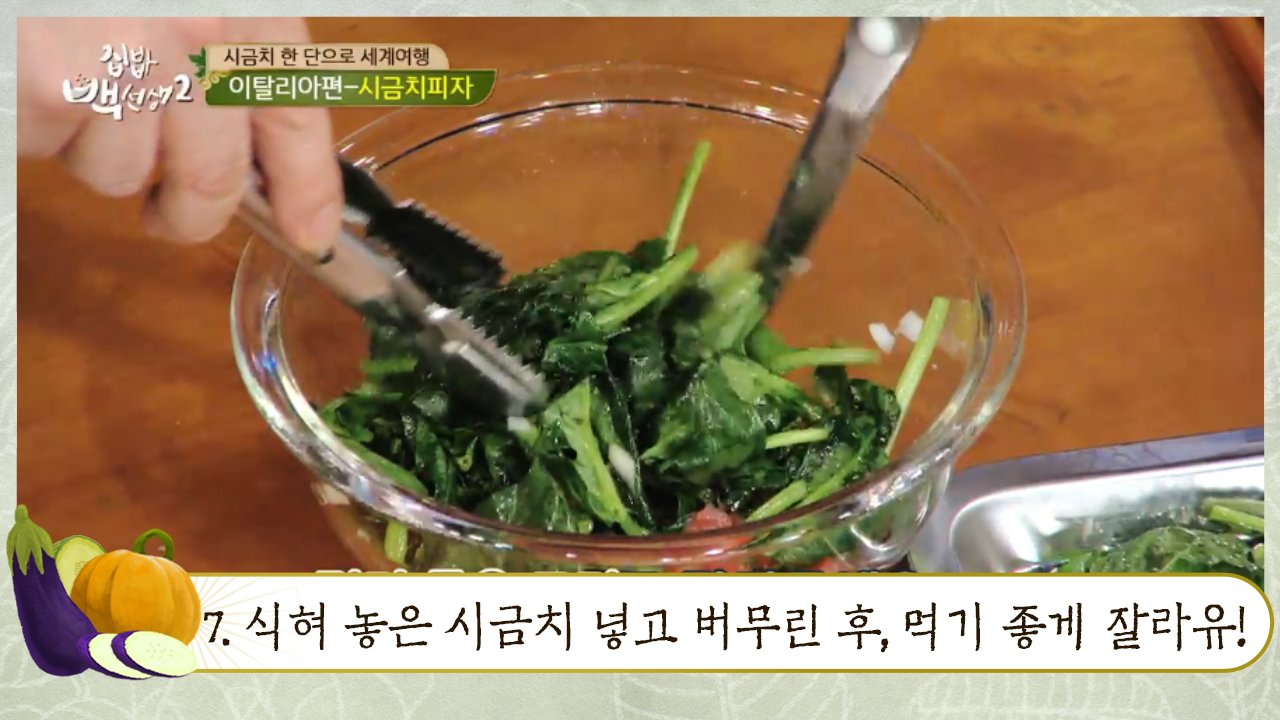 집밥
백선생2
시금치 한 단으로 세계여행
이탈리아편-시금치피자
7. 식혀 놓은 시금치 넣고 버무린 후, 먹기 좋게 잘라유!